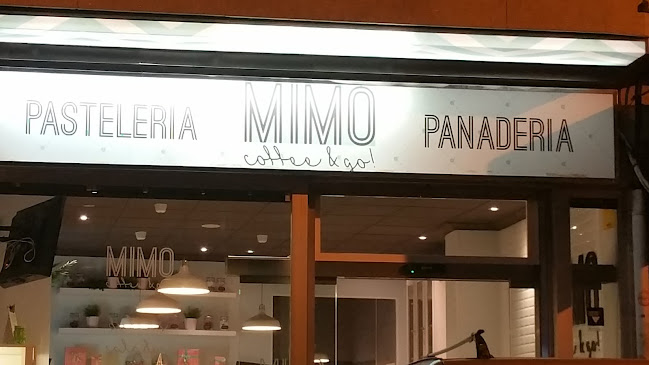 PASTELERIA MIMO PANADERIA
coffee & go!
MIMO